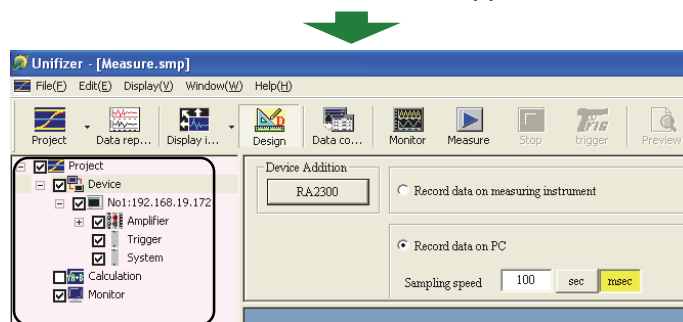 Unifizer - [Measure.smp]
File(F) Edit(E) Display(V) Window(W) Help(H)
Project Data rep... Display i... Design Data co... Monitor Measure Stop trigger Preview
Project
Device Addition
Device
RA2300
Record data on measuring instrument
No1:192.168.19.172
Amplifier
Trigger
Record data on PC
System
Calculation
Sampling speed 100 sec msec
Monitor